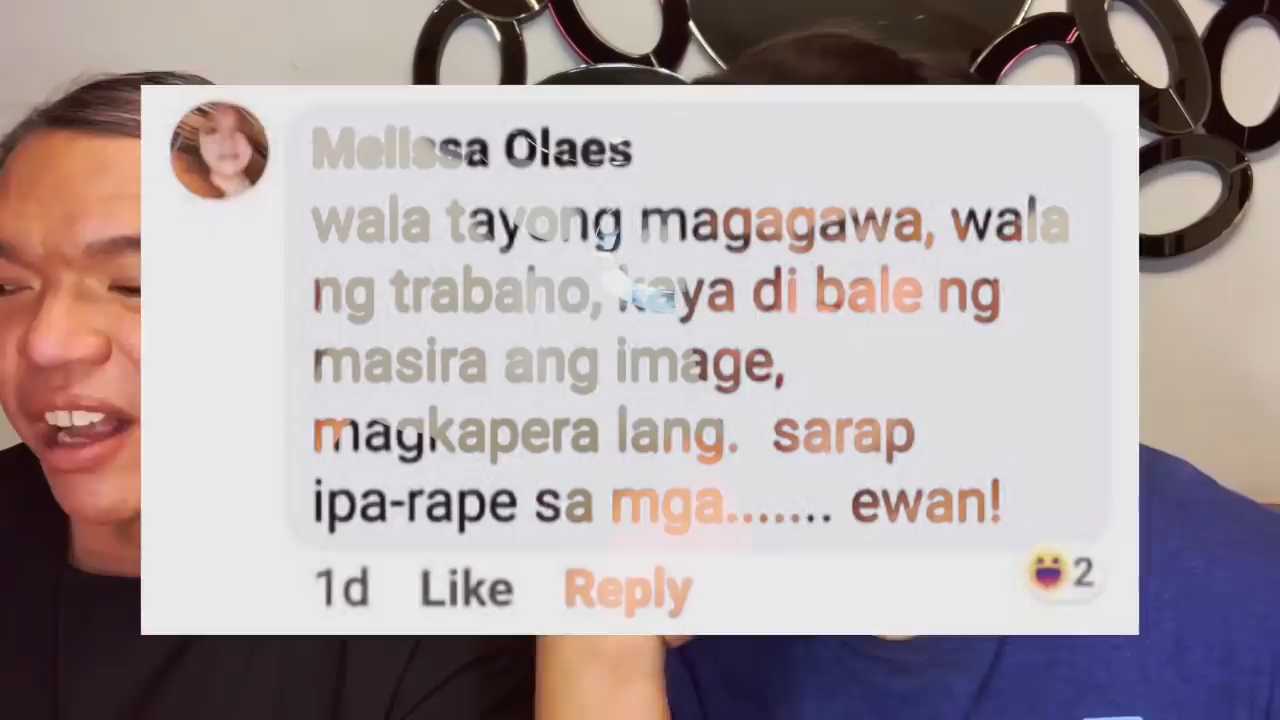 Melissa Olaes
wala tayong magagawa, wala
ng trabaho, kaya di bale ng
masira ang image,
magkapera lang. sarap
ipa-rape sa mga....... ewan!
1d Like Reply
2